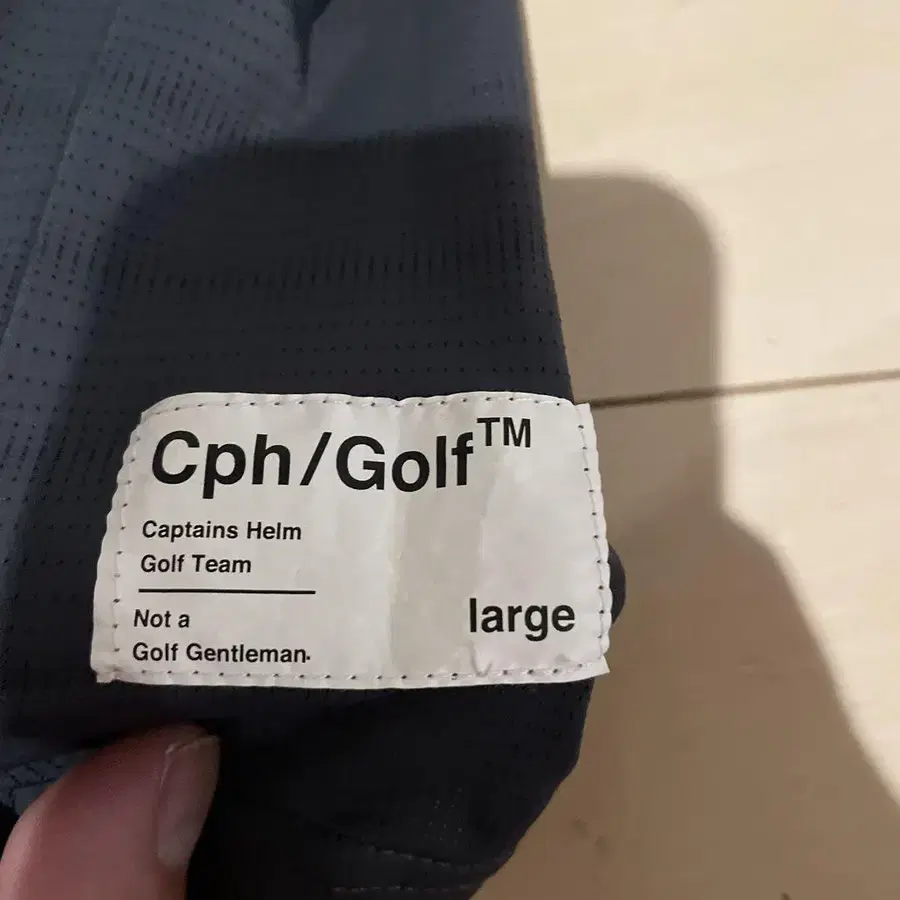 Cph/Golf™
Captains Helm
Golf Team
Not a
Golf Gentleman.
large